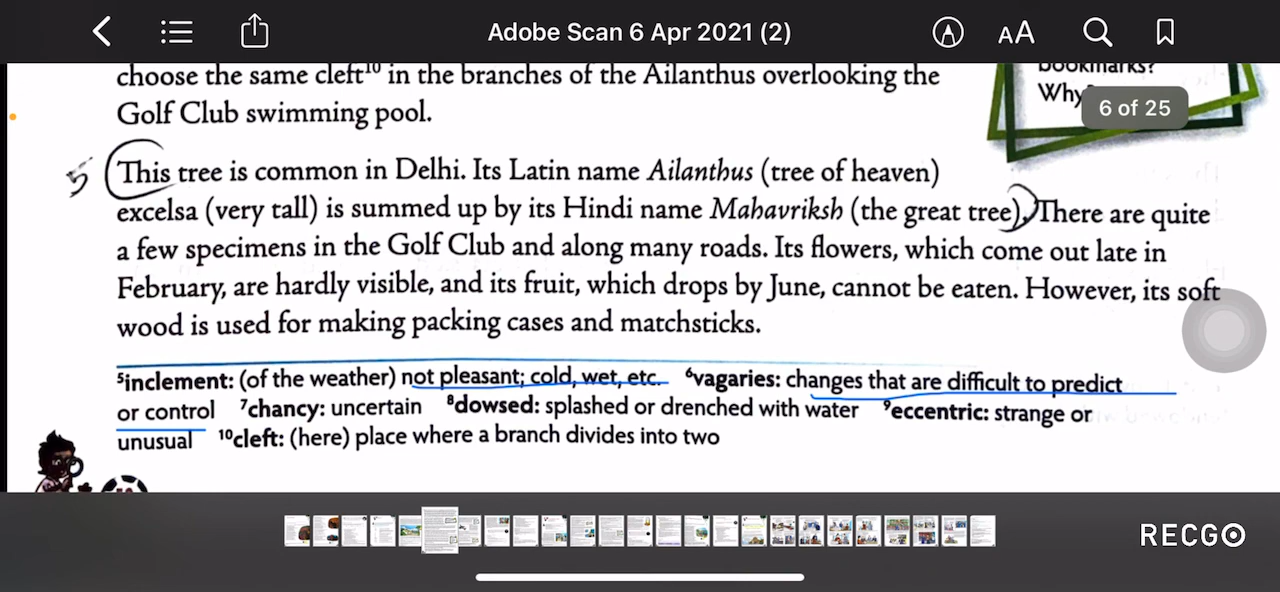 Adobe Scan 6 Apr 2021 (2)
AA
choose the same cleft¹⁰ in the branches of the Ailanthus overlooking the
Golf Club swimming pool.
bookmarks?
Why
6 of 25
5
This tree is common in Delhi. Its Latin name Ailanthus (tree of heaven)
excelsa (very tall) is summed up by its Hindi name Mahavriksh (the great tree). There are quite
a few specimens in the Golf Club and along many roads. Its flowers, which come out late in
February, are hardly visible, and its fruit, which drops by June, cannot be eaten. However, its soft
wood is used for making packing cases and matchsticks.
⁵inclement: (of the weather) not pleasant; cold, wet, etc. ⁶vagaries: changes that are difficult to predict
or control ⁷chancy: uncertain ⁸dowsed: splashed or drenched with water ⁹eccentric: strange or
unusual ¹⁰cleft: (here) place where a branch divides into two
RECGO